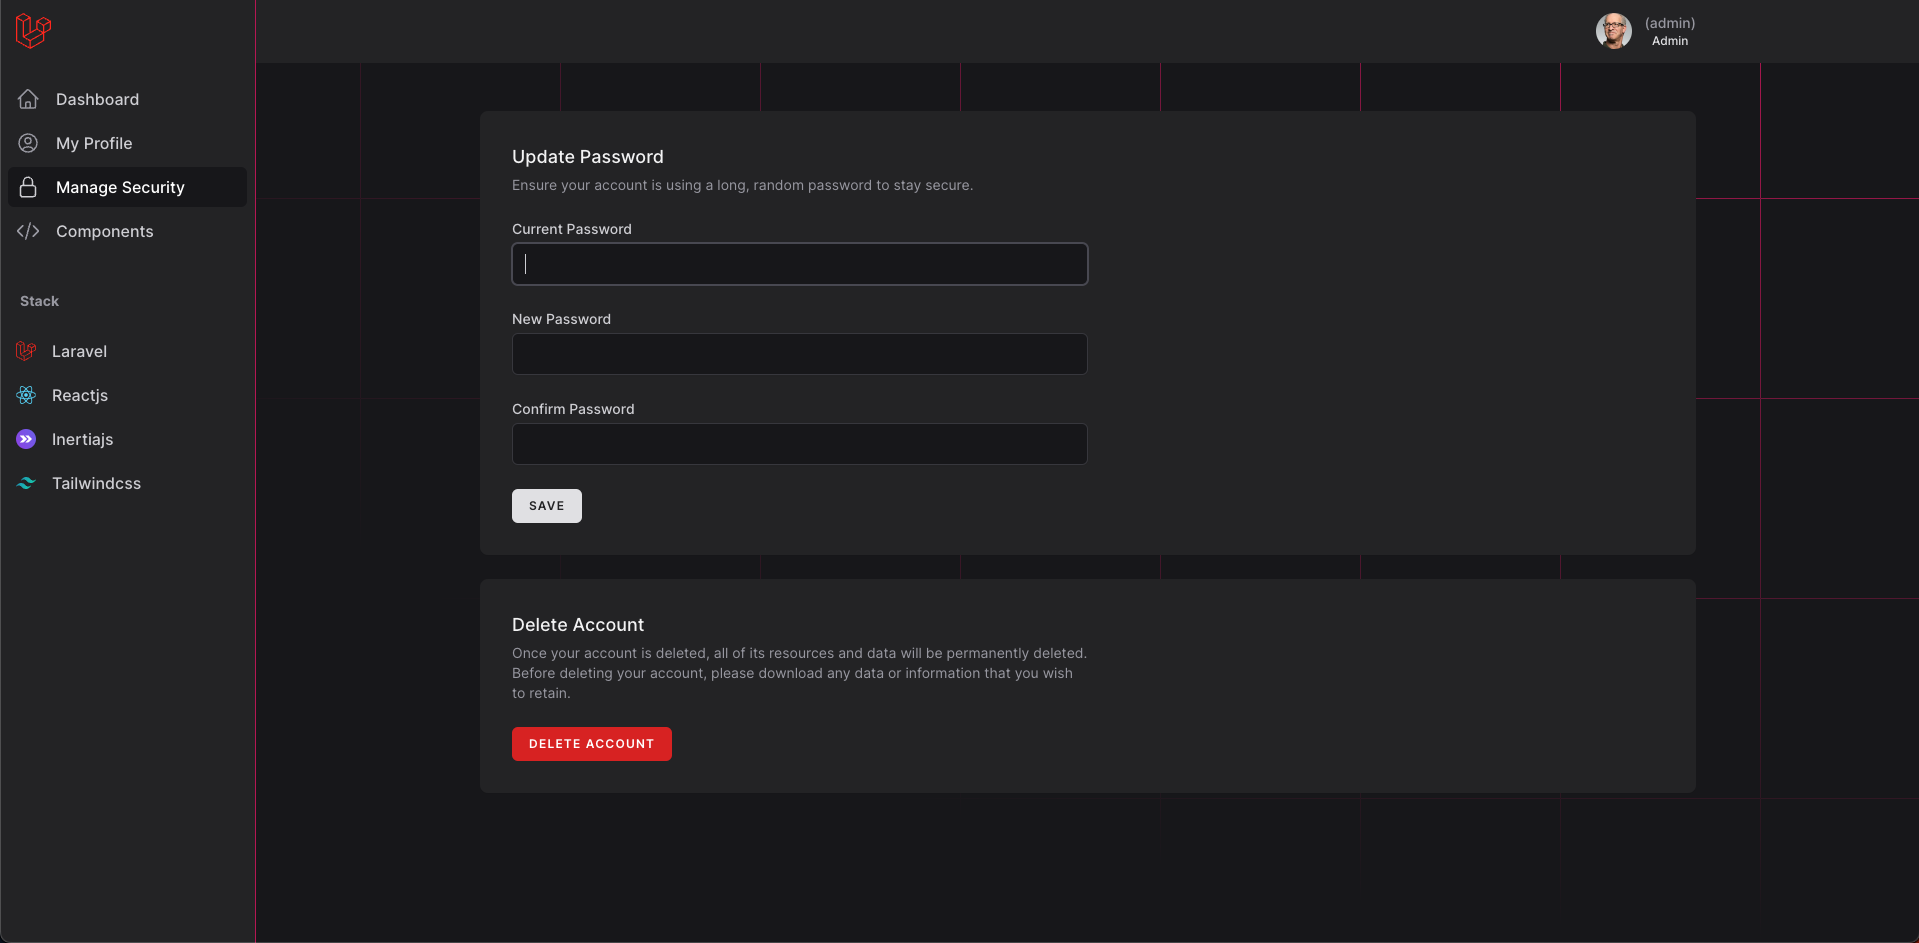 (admin)
Admin
Dashboard
My Profile
Manage Security
Components
Stack
Laravel
Reactjs
Inertiajs
Tailwindcss
Update Password
Ensure your account is using a long, random password to stay secure.
Current Password
New Password
Confirm Password
SAVE
Delete Account
Once your account is deleted, all of its resources and data will be permanently deleted.
Before deleting your account, please download any data or information that you wish
to retain.
DELETE ACCOUNT